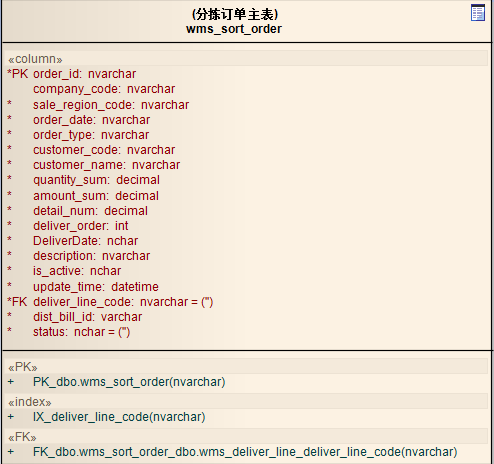 (分拣订单主表)
wms_sort_order
«column»
*PK order_id: nvarchar
company_code: nvarchar
* sale_region_code: nvarchar
* order_date: nvarchar
* order_type: nvarchar
* customer_code: nvarchar
* customer_name: nvarchar
* quantity_sum: decimal
* amount_sum: decimal
* detail_num: decimal
* deliver_order: int
* DeliverDate: nchar
* description: nvarchar
* is_active: nchar
* update_time: datetime
*FK deliver_line_code: nvarchar = ('')
* dist_bill_id: varchar
* status: nchar = ('')
«PK»
+ PK_dbo.wms_sort_order(nvarchar)
«index»
+ IX_deliver_line_code(nvarchar)
«FK»
+ FK_dbo.wms_sort_order_dbo.wms_deliver_line_deliver_line_code(nvarchar)